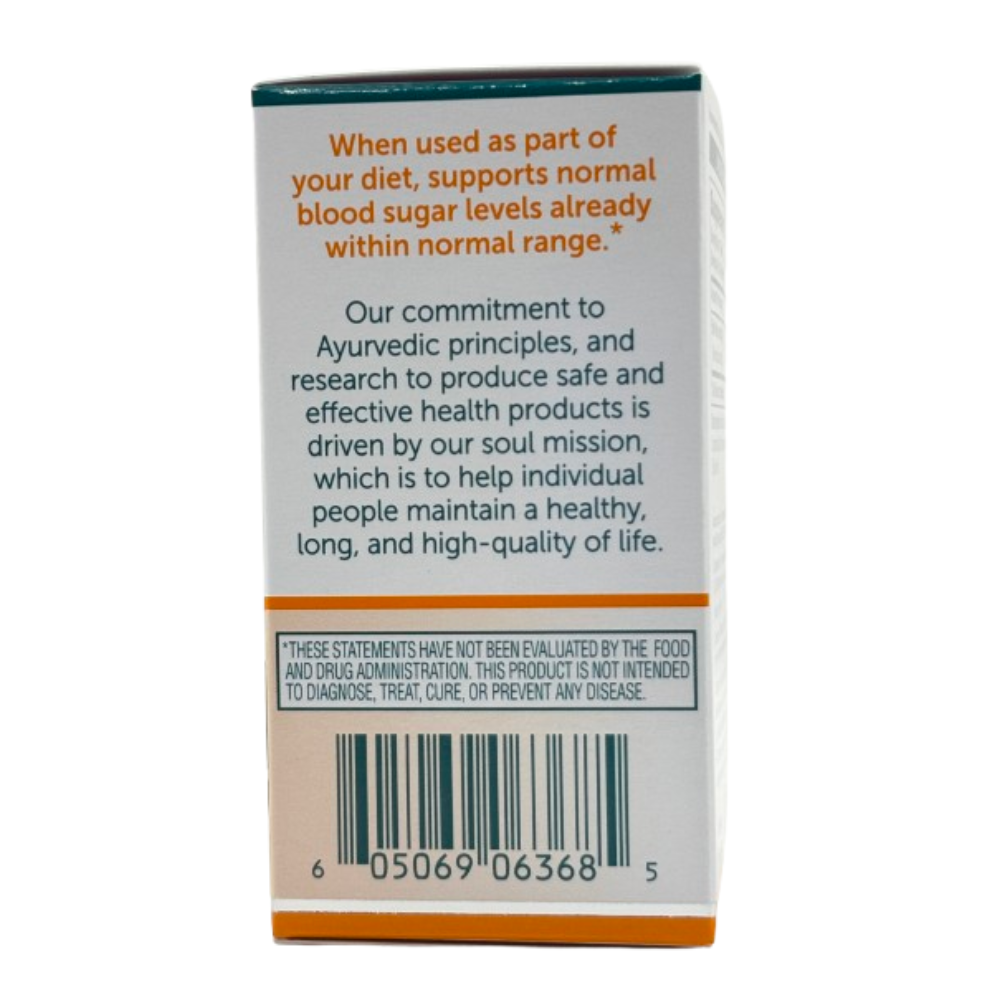 When used as part of
your diet, supports normal
blood sugar levels already
within normal range.*
Our commitment to
Ayurvedic principles, and
research to produce safe and
effective health products is
driven by our soul mission,
which is to help individual
people maintain a healthy,
long, and high-quality of life.
*THESE STATEMENTS HAVE NOT BEEN EVALUATED BY THE FOOD
AND DRUG ADMINISTRATION. THIS PRODUCT IS NOT INTENDED
TO DIAGNOSE, TREAT, CURE, OR PREVENT ANY DISEASE.
6 05069 06368 5